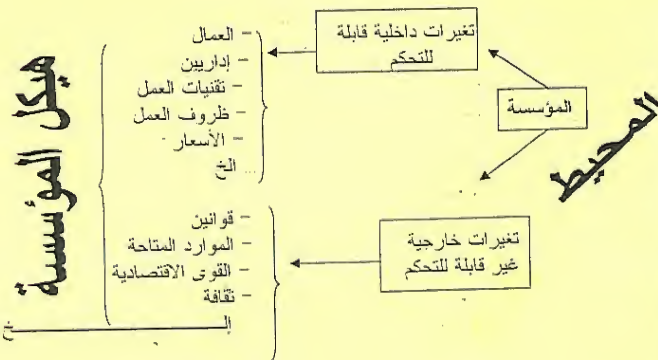 المحيط
المؤسسة
تغيرات داخلية قابلة
للتحكم
- العمال
- إداريين
- تقنيات العمل
- ظروف العمل
- الأسعار
... الخ
تغيرات خارجية
غير قابلة للتحكم
- قوانين
- الموارد المتاحة
- القوى الاقتصادية
- ثقافة
إلـــــــــــــــخ
هيكل المؤسسة